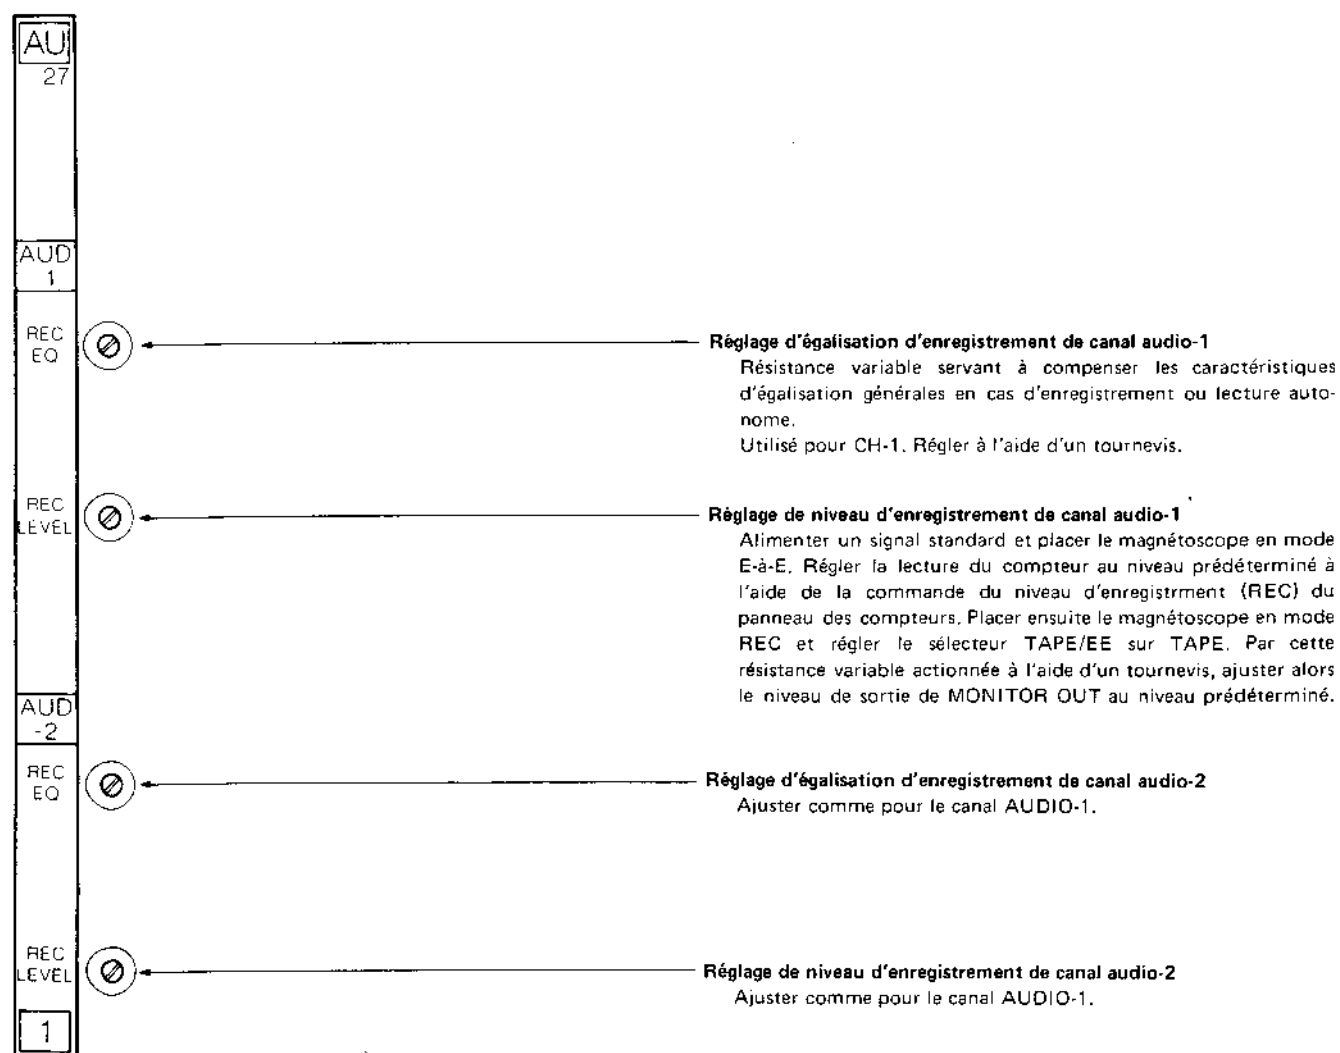 AU
27
AUD
1
REC
EQ
Réglage d'égalisation d'enregistrement de canal audio-1
Résistance variable servant à compenser les caractéristiques
d'égalisation générales en cas d'enregistrement ou lecture auto-
nome.
Utilisé pour CH-1. Régler à l'aide d'un tournevis.
REC
LEVEL
Réglage de niveau d'enregistrement de canal audio-1
Alimenter un signal standard et placer le magnétoscope en mode
E-à-E. Régler la lecture du compteur au niveau prédéterminé à
l'aide de la commande du niveau d'enregistrment (REC) du
panneau des compteurs. Placer ensuite le magnétoscope en mode
REC et régler le sélecteur TAPE/EE sur TAPE. Par cette
résistance variable actionnée à l'aide d'un tournevis, ajuster alors
le niveau de sortie de MONITOR OUT au niveau prédéterminé.
AUD
-2
REC
EQ
Réglage d'égalisation d'enregistrement de canal audio-2
Ajuster comme pour le canal AUDIO-1.
REC
LEVEL
Réglage de niveau d'enregistrement de canal audio-2
Ajuster comme pour le canal AUDIO-1.
1